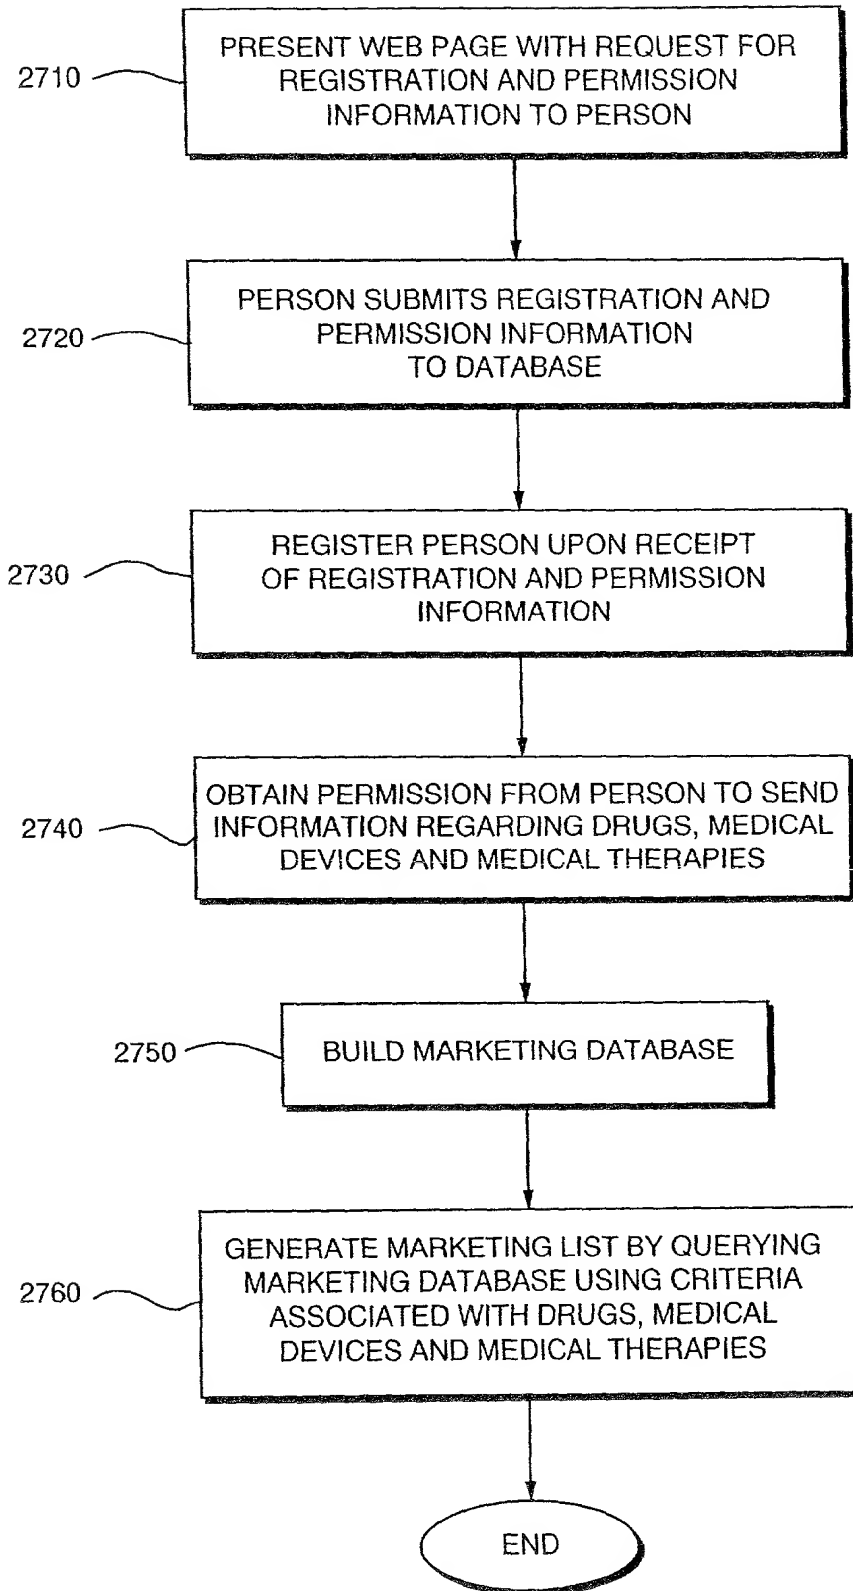 2710
PRESENT WEB PAGE WITH REQUEST FOR
REGISTRATION AND PERMISSION
INFORMATION TO PERSON
2720
PERSON SUBMITS REGISTRATION AND
PERMISSION INFORMATION
TO DATABASE
2730
REGISTER PERSON UPON RECEIPT
OF REGISTRATION AND PERMISSION
INFORMATION
2740
OBTAIN PERMISSION FROM PERSON TO SEND
INFORMATION REGARDING DRUGS, MEDICAL
DEVICES AND MEDICAL THERAPIES
2750
BUILD MARKETING DATABASE
2760
GENERATE MARKETING LIST BY QUERYING
MARKETING DATABASE USING CRITERIA
ASSOCIATED WITH DRUGS, MEDICAL
DEVICES AND MEDICAL THERAPIES
END